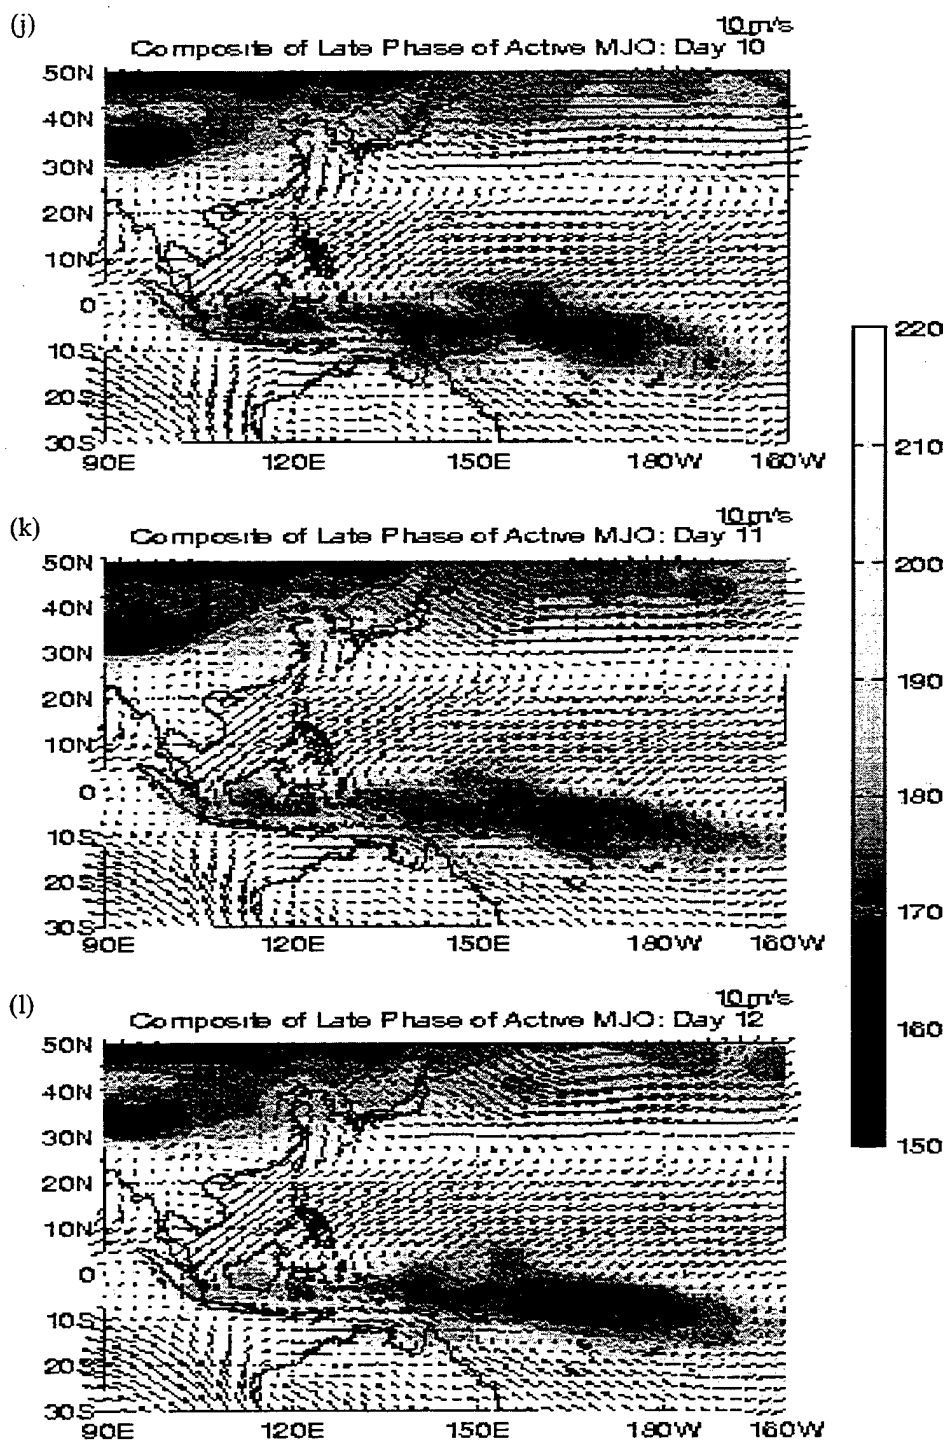 (j)
10 m/s
Composite of Late Phase of Active MJO: Day 10
50N
40N
30N
20N
10N
0
10S
20S
30S
90E 120E 150E 180W 160W
(k)
10 m/s
Composite of Late Phase of Active MJO: Day 11
50N
40N
30N
20N
10N
0
10S
20S
30S
90E 120E 150E 180W 160W
(l)
10 m/s
Composite of Late Phase of Active MJO: Day 12
50N
40N
30N
20N
10N
0
10S
20S
30S
90E 120E 150E 180W 160W
220
210
200
190
180
170
160
150